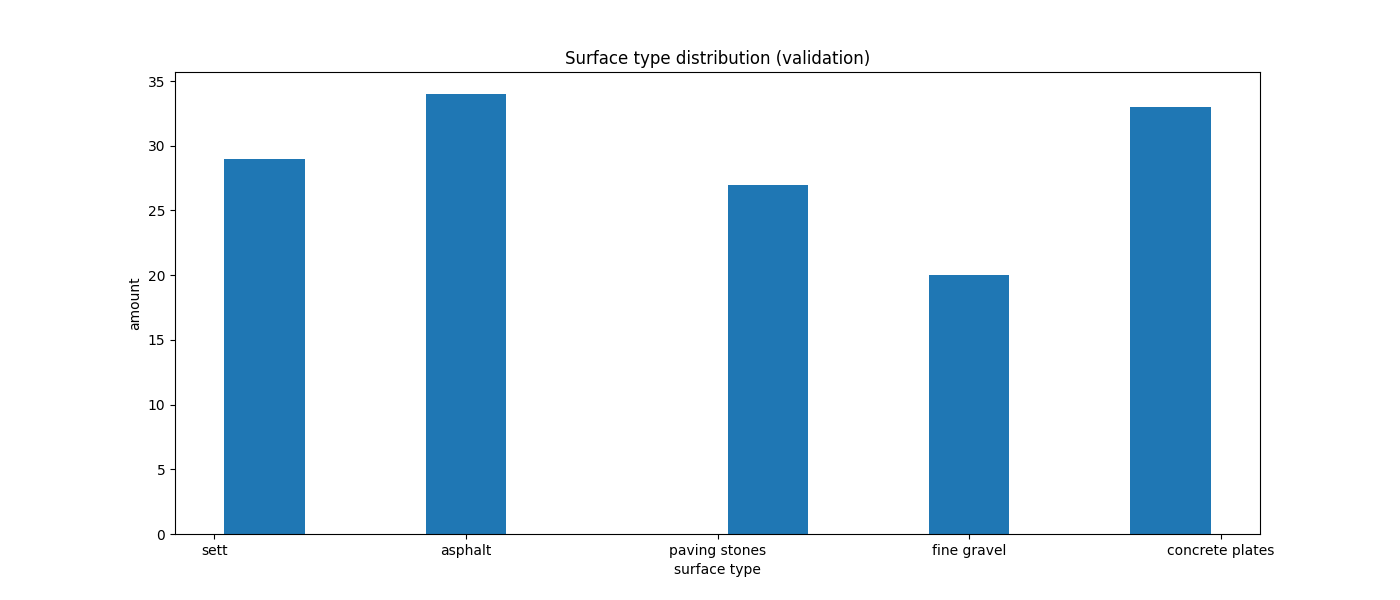 Surface type distribution (validation)
35
30
25
20
15
10
5
0
amount
sett asphalt paving stones fine gravel concrete plates
surface type